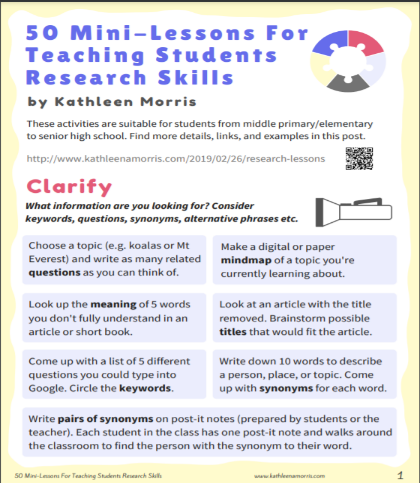 50 Mini-Lessons For
Teaching Students
Research Skills
by Kathleen Morris
These activities are suitable for students from middle primary/elementary
to senior high school. Find more details, links, and examples in this post.
http://www.kathleenamorris.com/2019/02/26/research-lessons
Clarify
What information are you looking for? Consider
keywords, questions, synonyms, alternative phrases etc.
Choose a topic (e.g. koalas or Mt
Everest) and write as many related
questions as you can think of.
Make a digital or paper
mindmap of a topic you're
currently learning about.
Look up the meaning of 5 words
you don't fully understand in an
article or short book.
Look at an article with the title
removed. Brainstorm possible
titles that would fit the article.
Come up with a list of 5 different
questions you could type into
Google. Circle the keywords.
Write down 10 words to describe
a person, place, or topic. Come
up with synonyms for each word.
Write pairs of synonyms on post-it notes (prepared by students or the
teacher). Each student in the class has one post-it note and walks around
the classroom to find the person with the synonym to their word.
50 Mini-Lessons For Teaching Students Research Skills
www.kathleenmorris.com
1